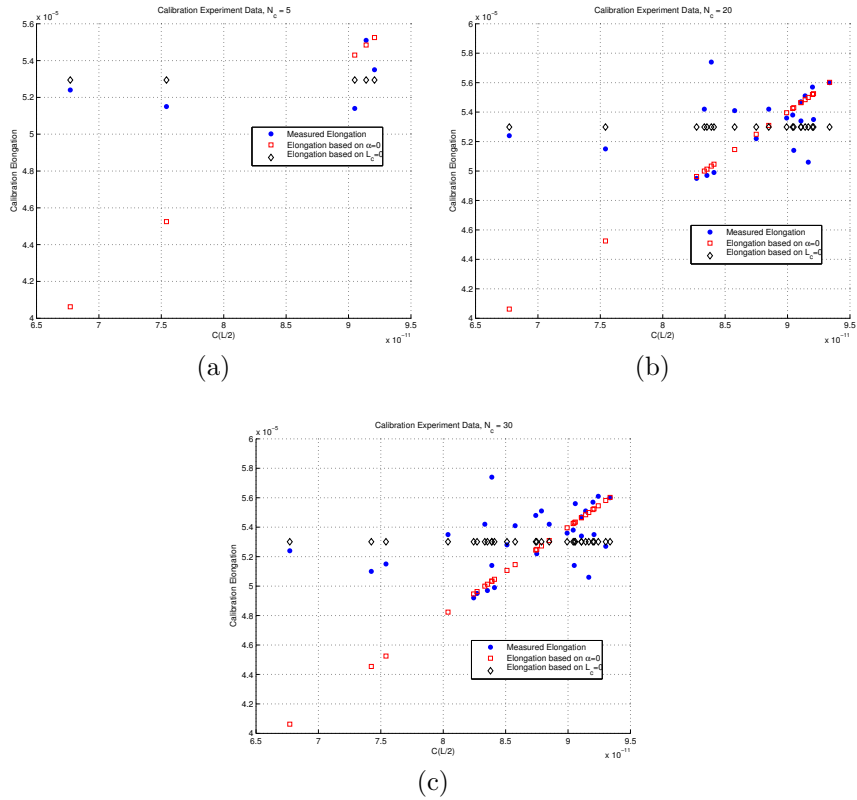 Calibration Experiment Data, N_c = 5
x 10^-5
5.6
5.4
5.2
5
4.8
4.6
4.4
4.2
4
Calibration Elongation
Measured Elongation
Elongation based on α=0
Elongation based on L_c=0
6.5 7 7.5 8 8.5 9 9.5
C(L/2)
x 10^-11
(a)
Calibration Experiment Data, N_c = 20
x 10^-5
6
5.8
5.6
5.4
5.2
5
4.8
4.6
4.4
4.2
4
Calibration Elongation
Measured Elongation
Elongation based on α=0
Elongation based on L_c=0
6.5 7 7.5 8 8.5 9 9.5
C(L/2)
x 10^-11
(b)
Calibration Experiment Data, N_c = 30
x 10^-5
6
5.8
5.6
5.4
5.2
5
4.8
4.6
4.4
4.2
4
Calibration Elongation
Measured Elongation
Elongation based on α=0
Elongation based on L_c=0
6.5 7 7.5 8 8.5 9 9.5
C(L/2)
x 10^-11
(c)